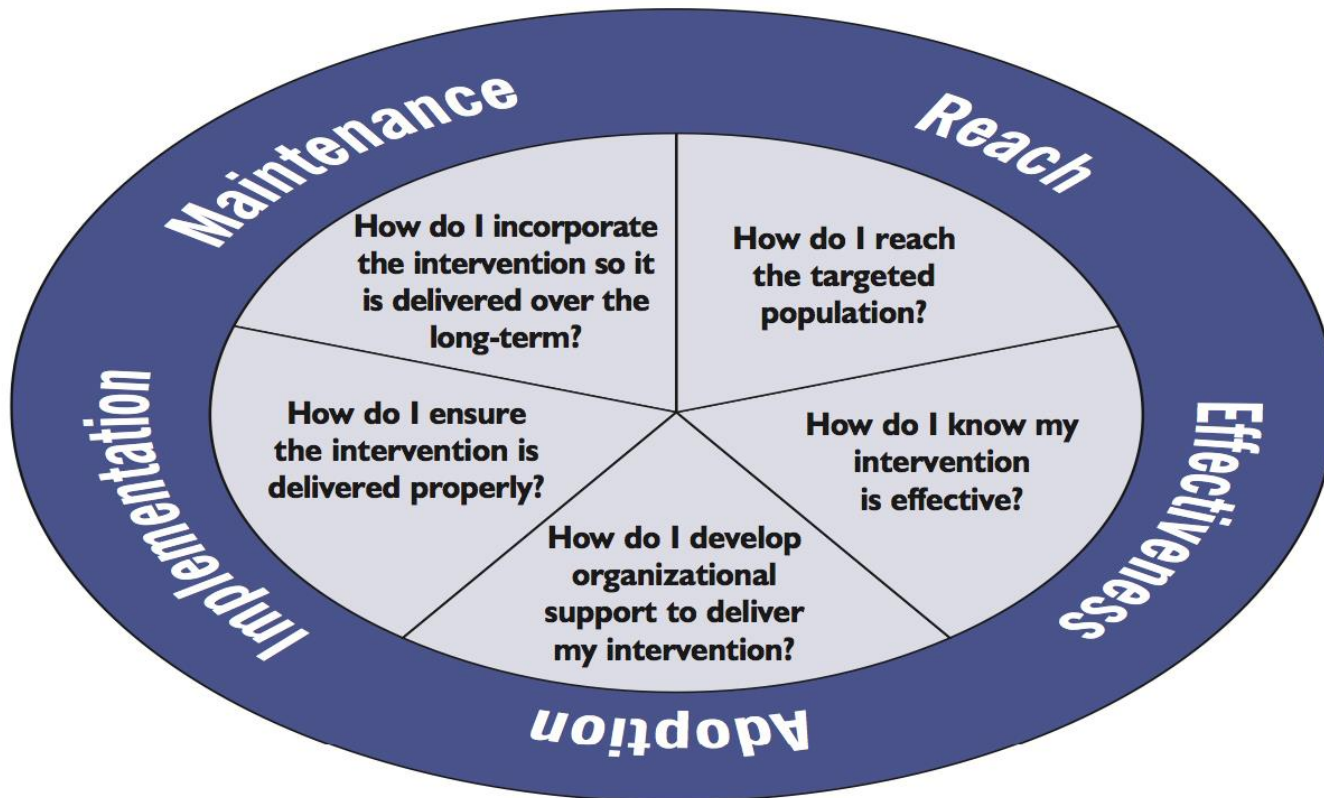 Reach
How do I reach
the targeted
population?
Effectiveness
How do I know my
intervention
is effective?
Adoption
How do I develop
organizational
support to deliver
my intervention?
Implementation
How do I ensure
the intervention is
delivered properly?
Maintenance
How do I incorporate
the intervention so it
is delivered over the
long-term?